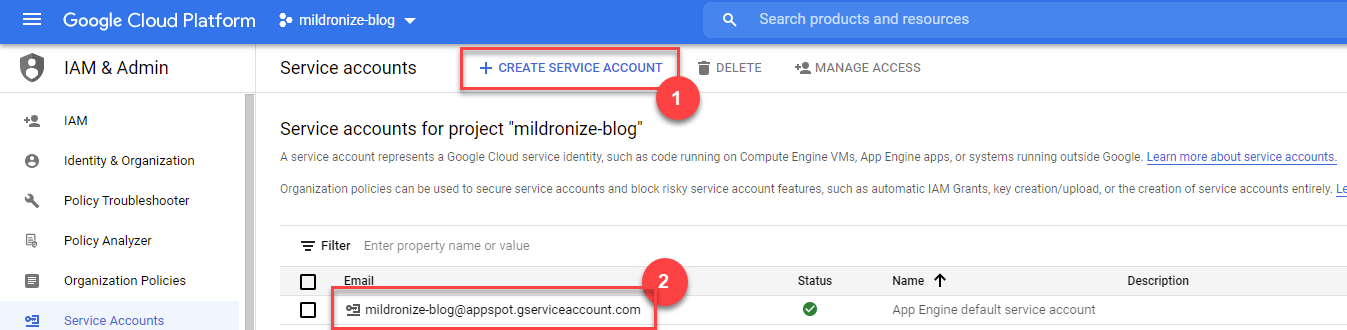 Google Cloud Platform mildronize-blog Search products and resources
IAM & Admin Service accounts + CREATE SERVICE ACCOUNT DELETE MANAGE ACCESS
1
IAM
Identity & Organization
Policy Troubleshooter
Policy Analyzer
Organization Policies
Service Accounts
Service accounts for project "mildronize-blog"
A service account represents a Google Cloud service identity, such as code running on Compute Engine VMs, App Engine apps, or systems running outside Google. Learn more about service accounts.
Organization policies can be used to secure service accounts and block risky service account features, such as automatic IAM Grants, key creation/upload, or the creation of service accounts entirely. Le
Filter Enter property name or value
2
Email Status Name Description
mildronize-blog@appspot.gserviceaccount.com App Engine default service account